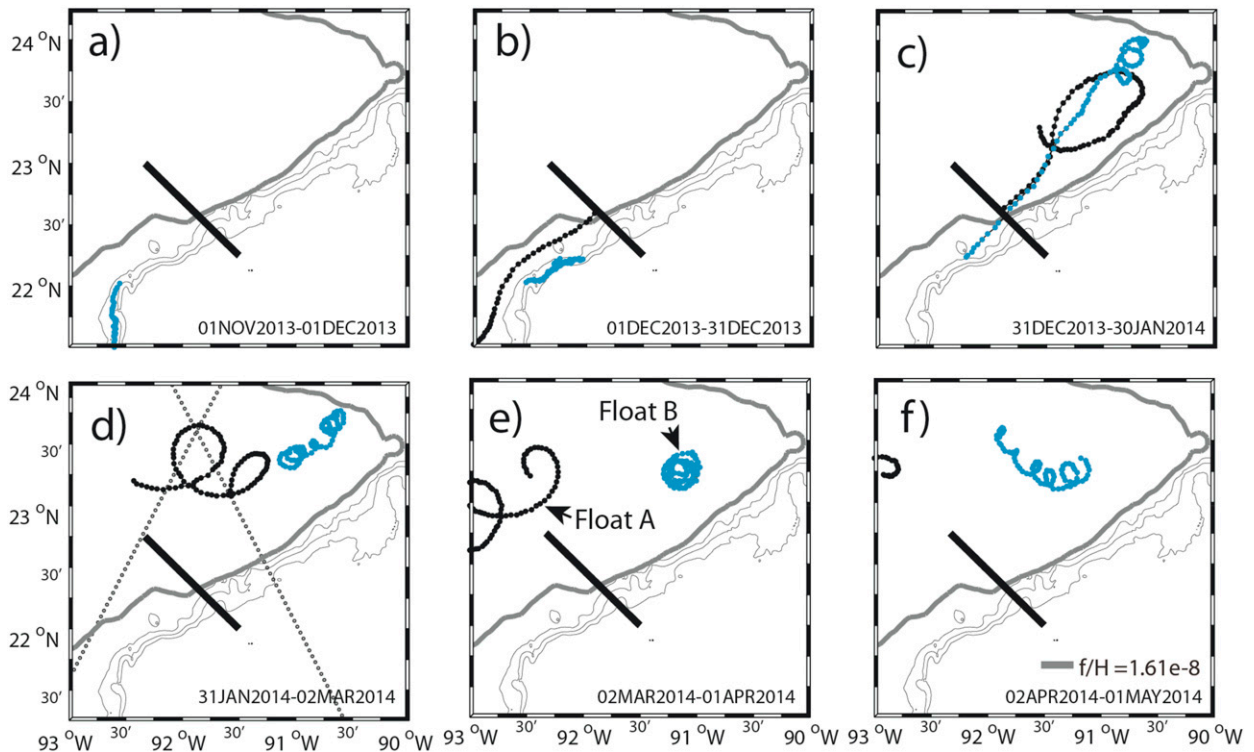 a) b) c)
24 °N
30'
23 °N
30'
22 °N
01NOV2013-01DEC2013 01DEC2013-31DEC2013 31DEC2013-30JAN2014
d) e) f)
24 °N
30'
23 °N
30'
22 °N
30'
Float B
Float A
f/H =1.61e-8
31JAN2014-02MAR2014 02MAR2014-01APR2014 02APR2014-01MAY2014
93 °W 30' 92 °W 30' 91 °W 30' 90 °W 93 °W 30' 92 °W 30' 91 °W 30' 90 °W 93 °W 30' 92 °W 30' 91 °W 30' 90 °W